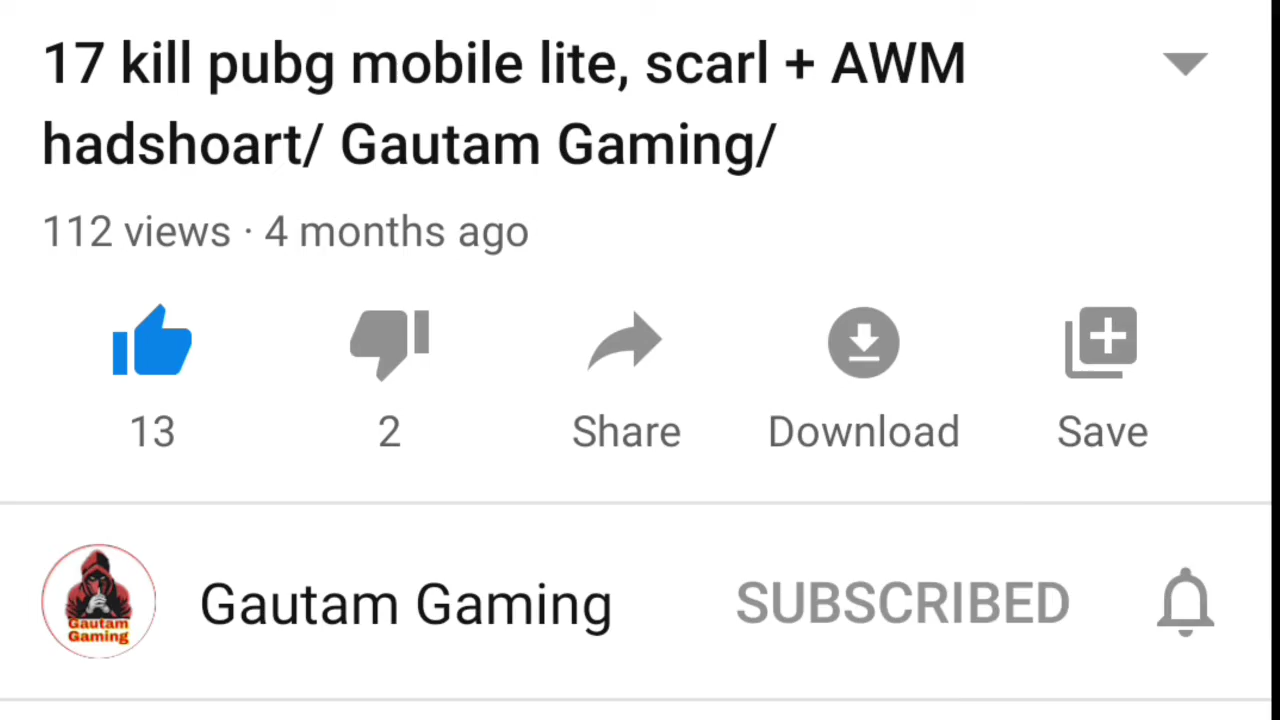 17 kill pubg mobile lite, scarl + AWM
hadshoart/ Gautam Gaming/
112 views · 4 months ago
13 2 Share Download Save
Gautam
Gaming
Gautam Gaming SUBSCRIBED